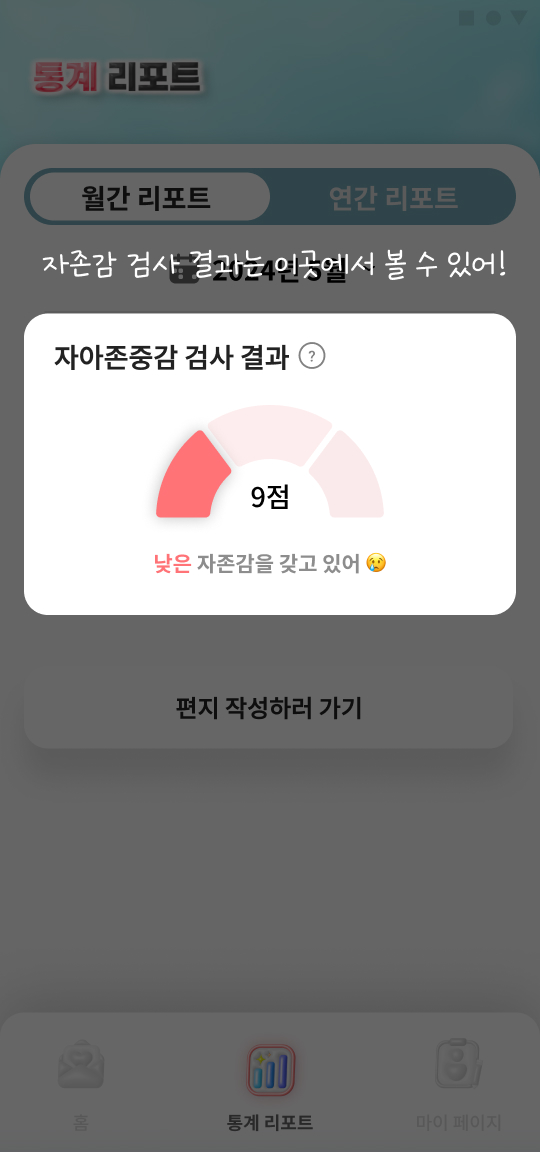 통계 리포트
월간 리포트 연간 리포트
자존감 검사 결과는 이곳에서 볼 수 있어!
2024년 5월
자아존중감 검사 결과 ?
9점
낮은 자존감을 갖고 있어 😢
편지 작성하러 가기
홈 통계 리포트 마이 페이지